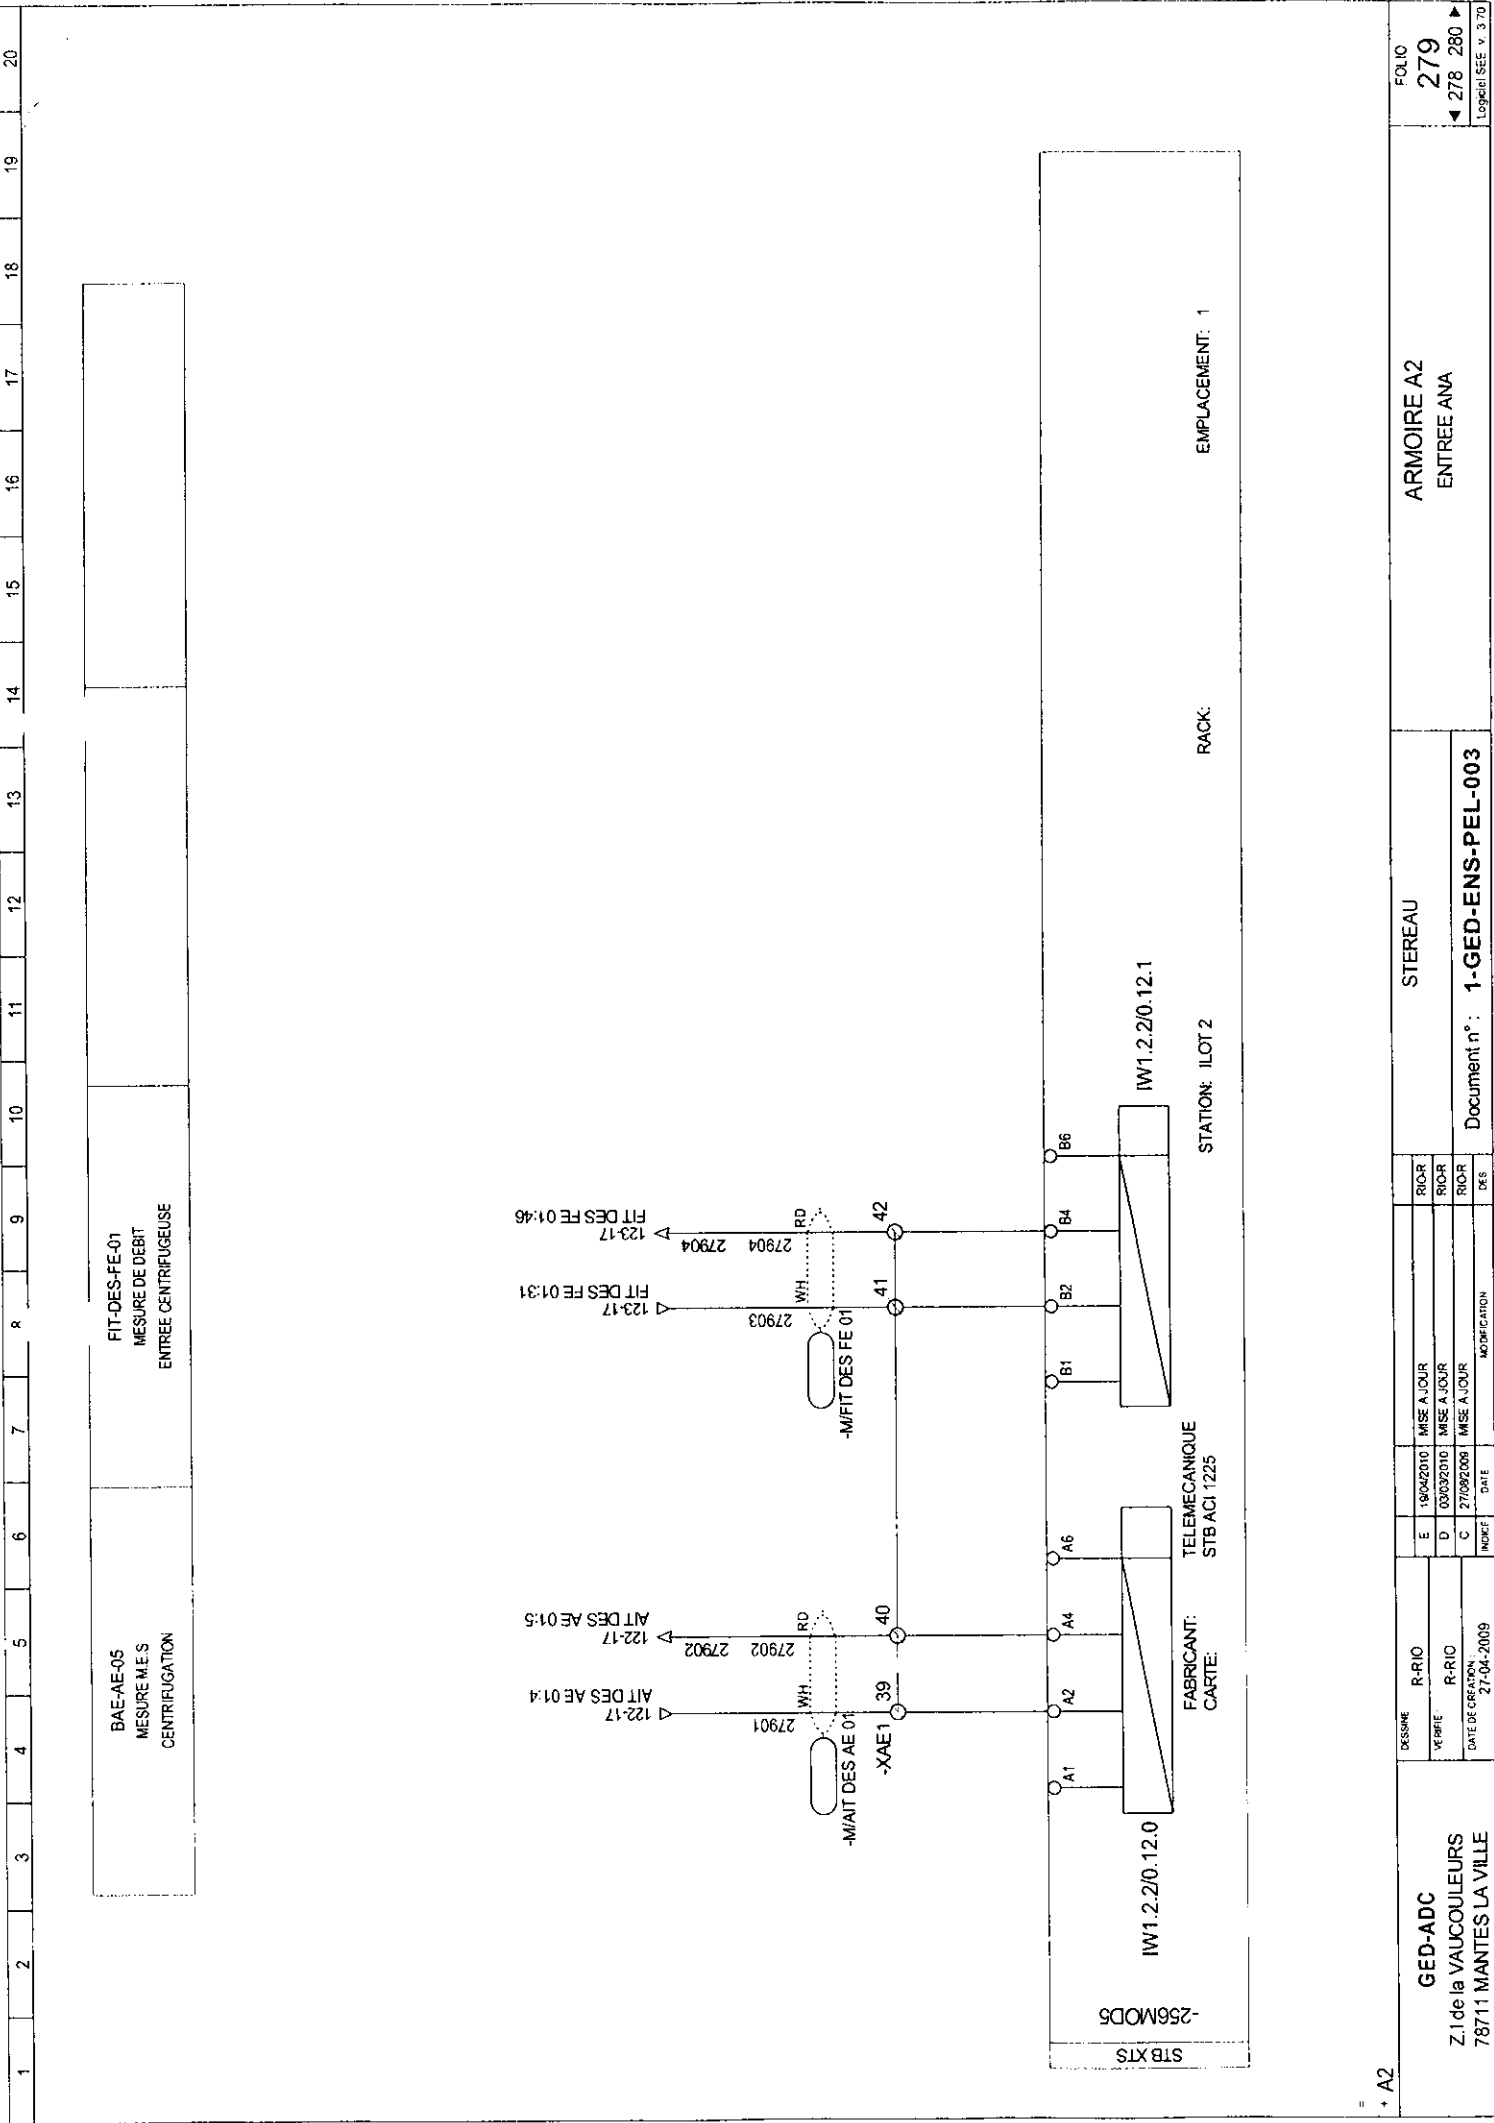 1 2 3 4 5 6 7 8 9 10 11 12 13 14 15 16 17 18 19 20
BAE-AE-05
MESURE M.E.S
CENTRIFUGATION
FIT-DES-FE-01
MESURE DE DEBIT
ENTREE CENTRIFUGEUSE
122-17
AIT DES AE 01:4
122-17
AIT DES AE 01:5
123-17
FIT DES FE 01:31
123-17
FIT DES FE 01:46
27902
27904
27901
27902
27903
27904
WH
RD
WH
RD
-M/AIT DES AE 01
-M/FIT DES FE 01
-XAE1
39
40
41
42
STB XTS
-256MOD5
A1
A2
A4
A6
B1
B2
B4
B6
IW1.2.2/0.12.0
IW1.2.2/0.12.1
FABRICANT: TELEMECANIQUE
CARTE: STB ACI 1225
STATION: ILOT 2
RACK:
EMPLACEMENT: 1
=
+ A2
GED-ADC
Z.I de la VAUCOULEURS
78711 MANTES LA VILLE
DESSINE
R-RIO
VERIFIE :
R-RIO
DATE DE CREATION :
27-04-2009
E 19/04/2010 MISE A JOUR RIO-R
D 03/03/2010 MISE A JOUR RIO-R
C 27/08/2009 MISE A JOUR RIO-R
INDICE DATE MODIFICATION DES
STEREAU
Document n° : 1-GED-ENS-PEL-003
ARMOIRE A2
ENTREE ANA
FOLIO
279
◄ 278 280 ►
Logiciel SEE v. 3.70